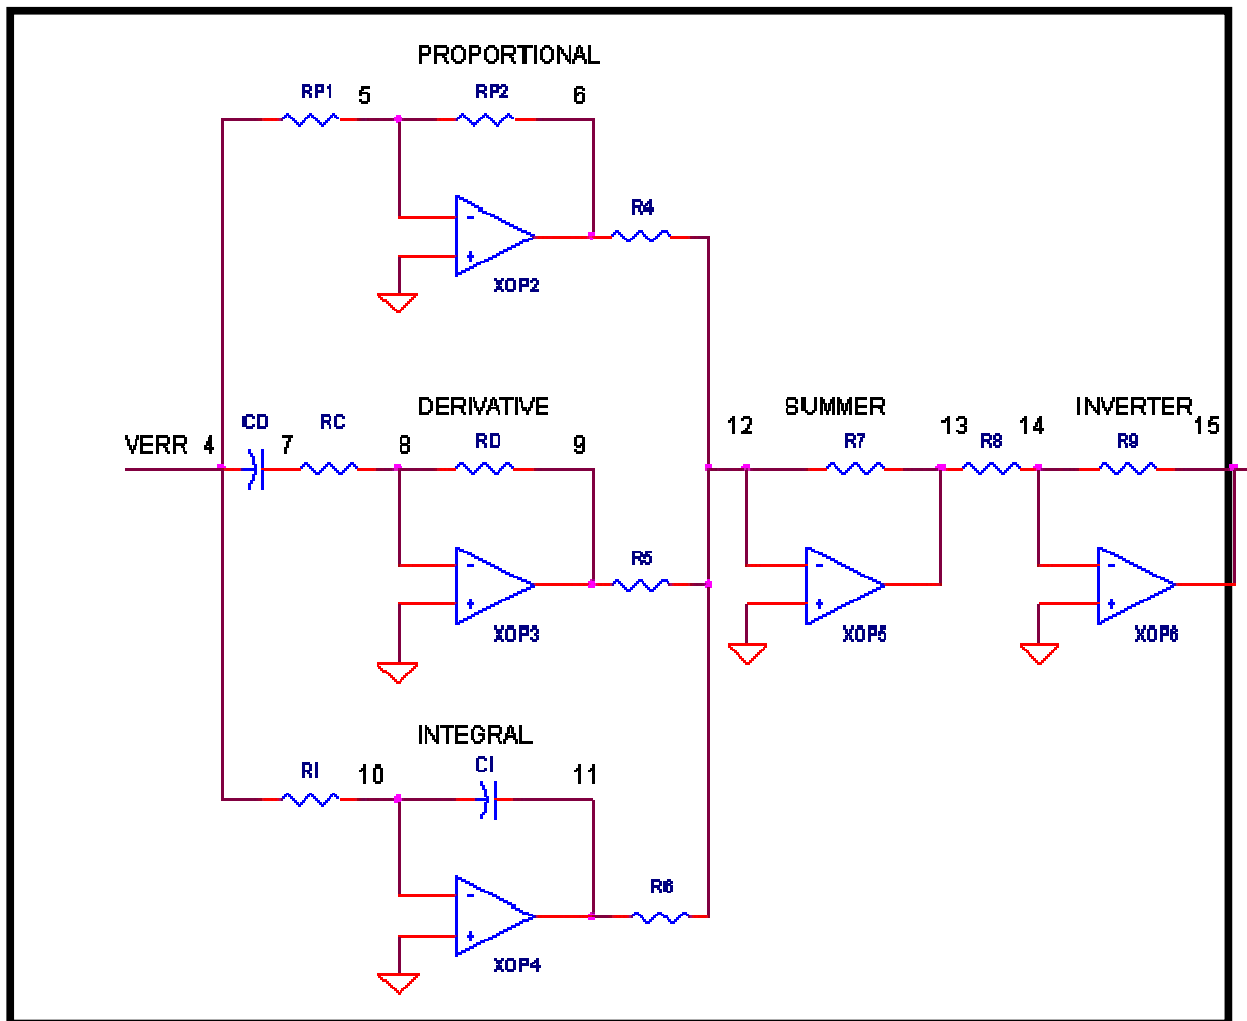 PROPORTIONAL
RP1 5 RP2 6
R4
-
+
XOP2
DERIVATIVE SUMMER INVERTER
VERR 4 CD 7 RC 8 RD 9 12 R7 13 R8 14 R9 15
R5
- - -
+ + +
XOP3 XOP5 XOP6
INTEGRAL
RI 10 CI 11
R6
-
+
XOP4